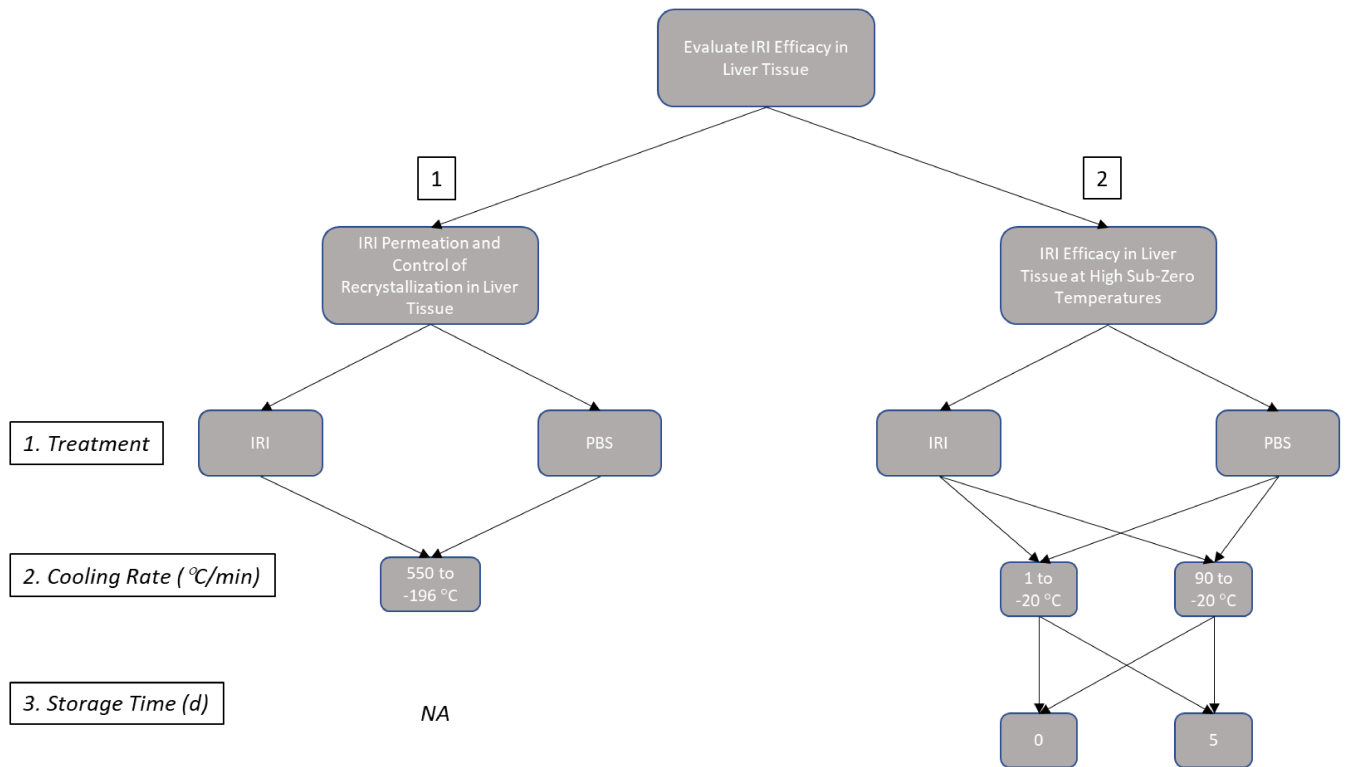 Evaluate IRI Efficacy in
Liver Tissue
1
2
IRI Permeation and
Control of
Recrystallization in Liver
Tissue
IRI Efficacy in Liver
Tissue at High Sub-Zero
Temperatures
1. Treatment
IRI
PBS
IRI
PBS
2. Cooling Rate (°C/min)
550 to
-196 °C
1 to
-20 °C
90 to
-20 °C
3. Storage Time (d)
NA
0
5